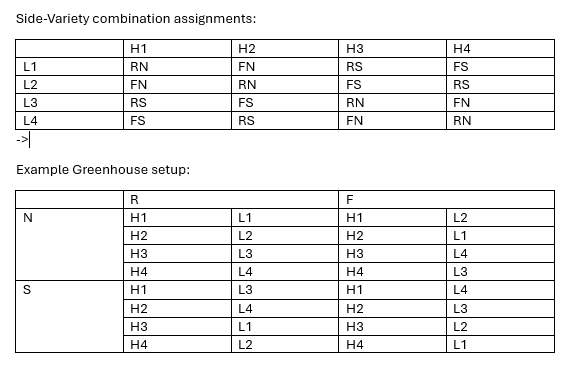 Side-Variety combination assignments:
H1 H2 H3 H4
L1 RN FN RS FS
L2 FN RN FS RS
L3 RS FS RN FN
L4 FS RS FN RN
->
Example Greenhouse setup:
R F
N H1 L1 H1 L2
H2 L2 H2 L1
H3 L3 H3 L4
H4 L4 H4 L3
S H1 L3 H1 L4
H2 L4 H2 L3
H3 L1 H3 L2
H4 L2 H4 L1